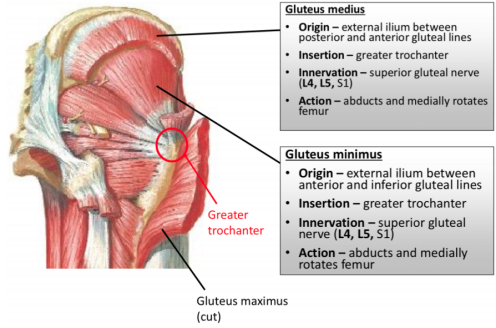 Gluteus medius
• Origin – external ilium between
posterior and anterior gluteal lines
• Insertion – greater trochanter
• Innervation – superior gluteal nerve
(L4, L5, S1)
• Action – abducts and medially rotates
femur
Gluteus minimus
• Origin – external ilium between
anterior and inferior gluteal lines
• Insertion – greater trochanter
• Innervation – superior gluteal
nerve (L4, L5, S1)
• Action – abducts and medially
rotates femur
Greater
trochanter
Gluteus maximus
(cut)